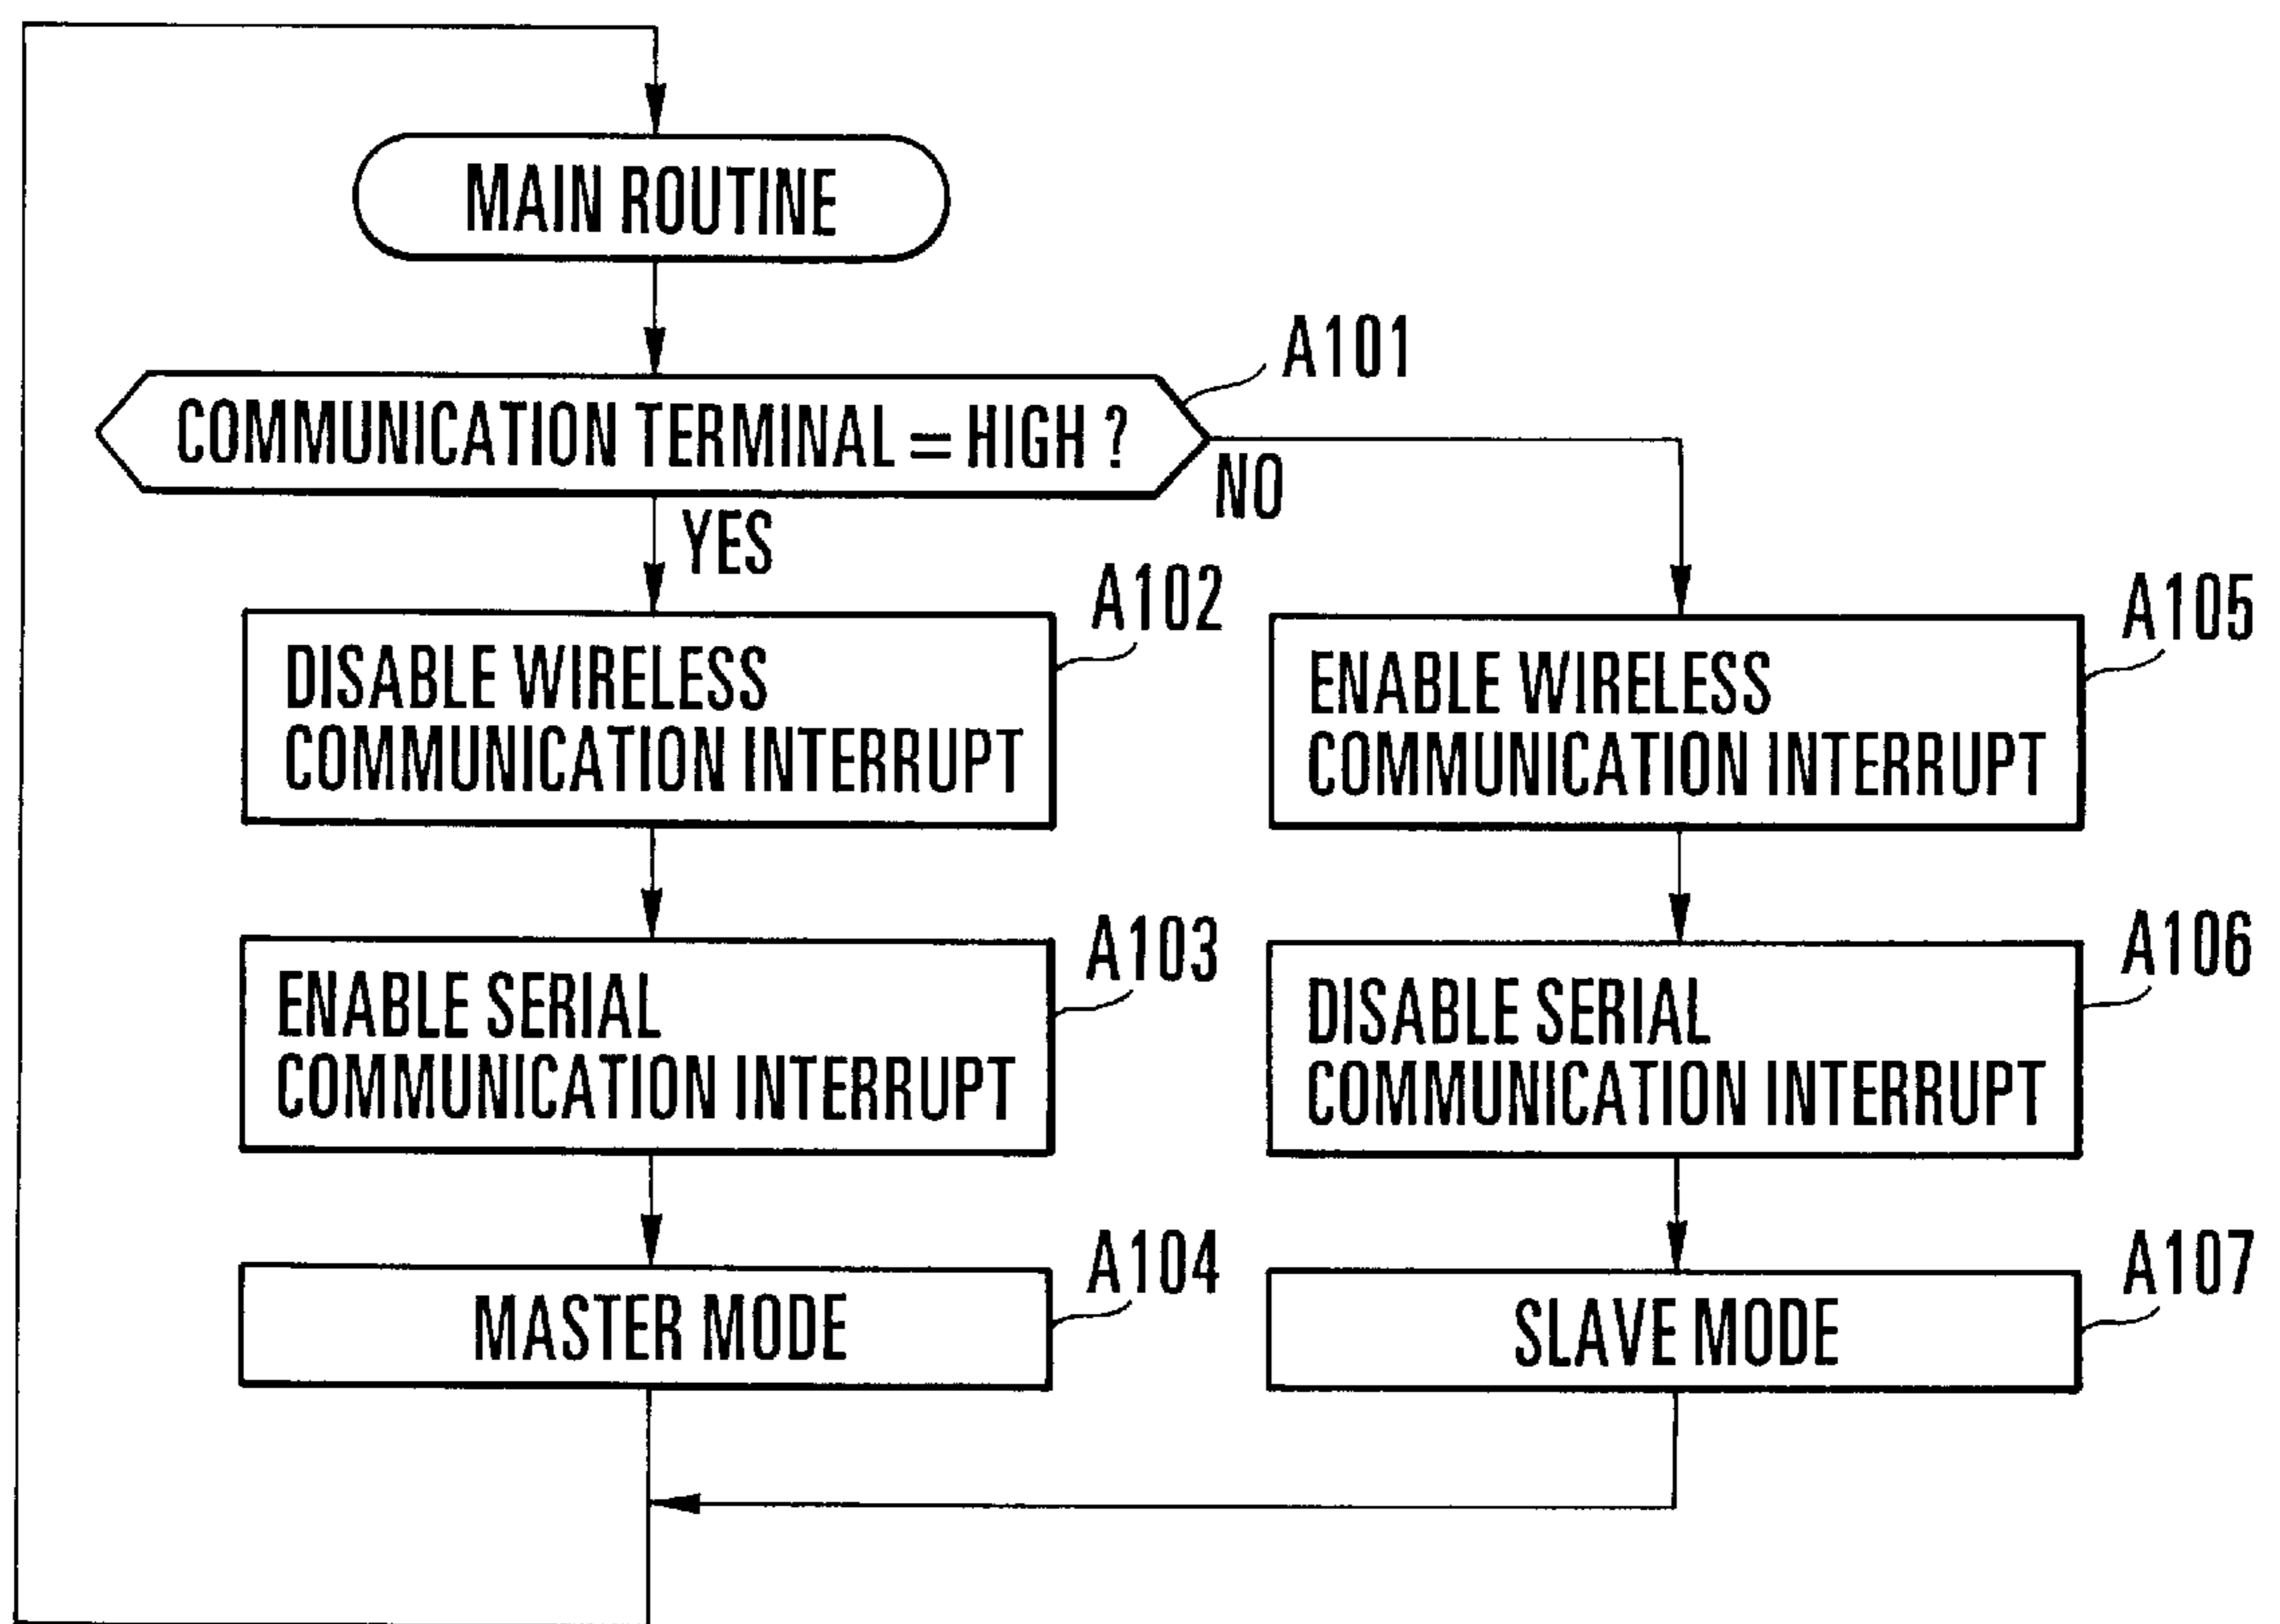 MAIN ROUTINE
A101
COMMUNICATION TERMINAL = HIGH ?
NO
YES
A102
DISABLE WIRELESS
COMMUNICATION INTERRUPT
A103
ENABLE SERIAL
COMMUNICATION INTERRUPT
A104
MASTER MODE
A105
ENABLE WIRELESS
COMMUNICATION INTERRUPT
A106
DISABLE SERIAL
COMMUNICATION INTERRUPT
A107
SLAVE MODE